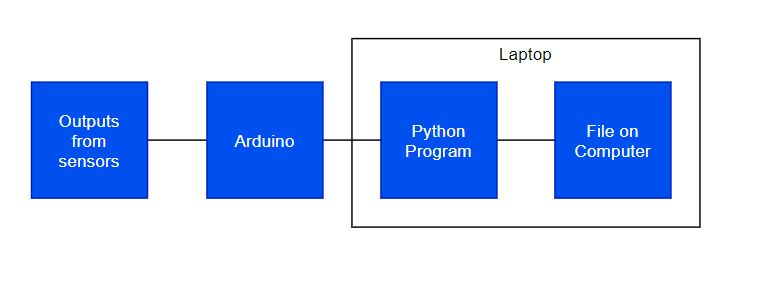 Laptop
Outputs
from
sensors
Arduino
Python
Program
File on
Computer